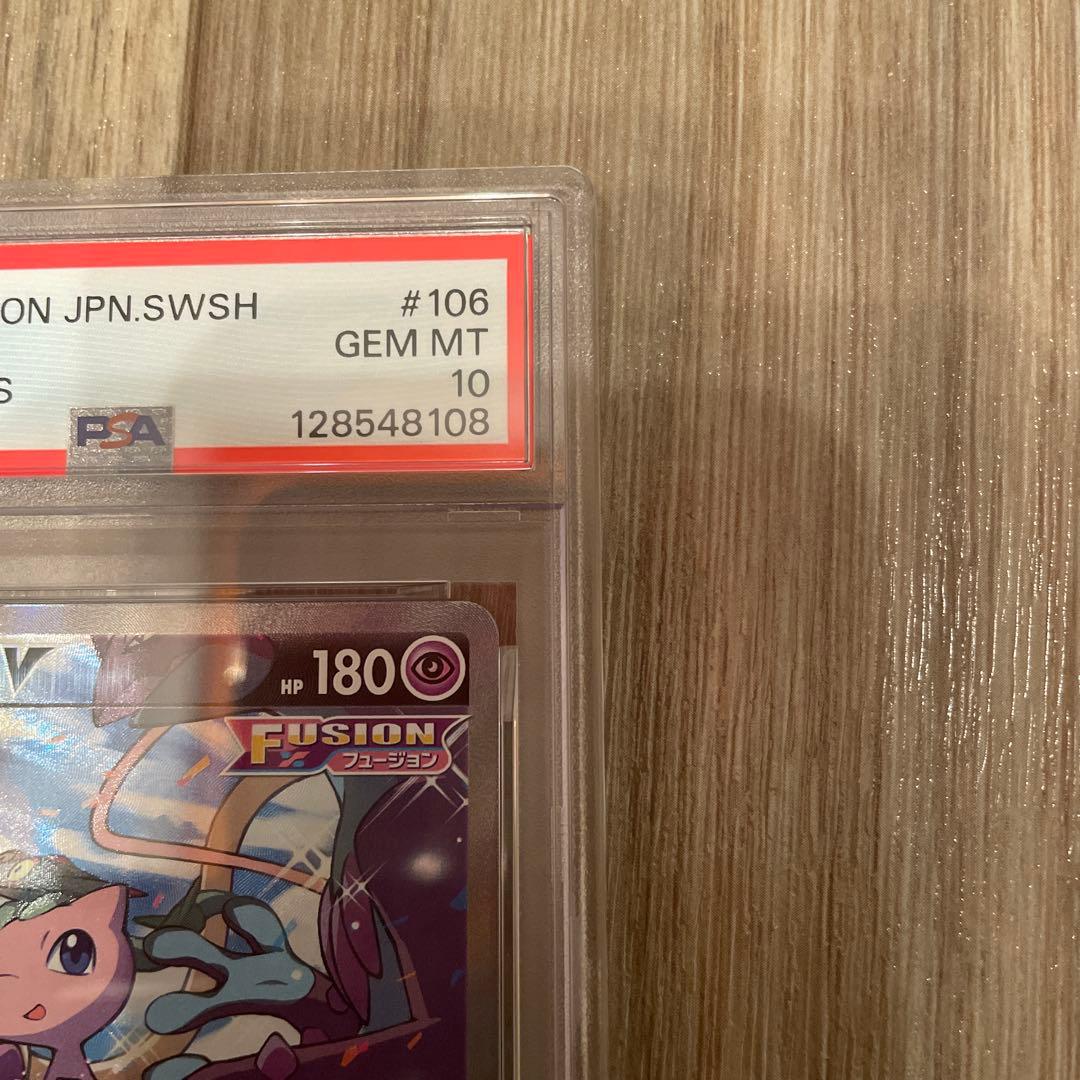 ON JPN.SWSH #106
GEM MT
S 10
PSA 128548108
V HP 180
FUSION
フュージョン